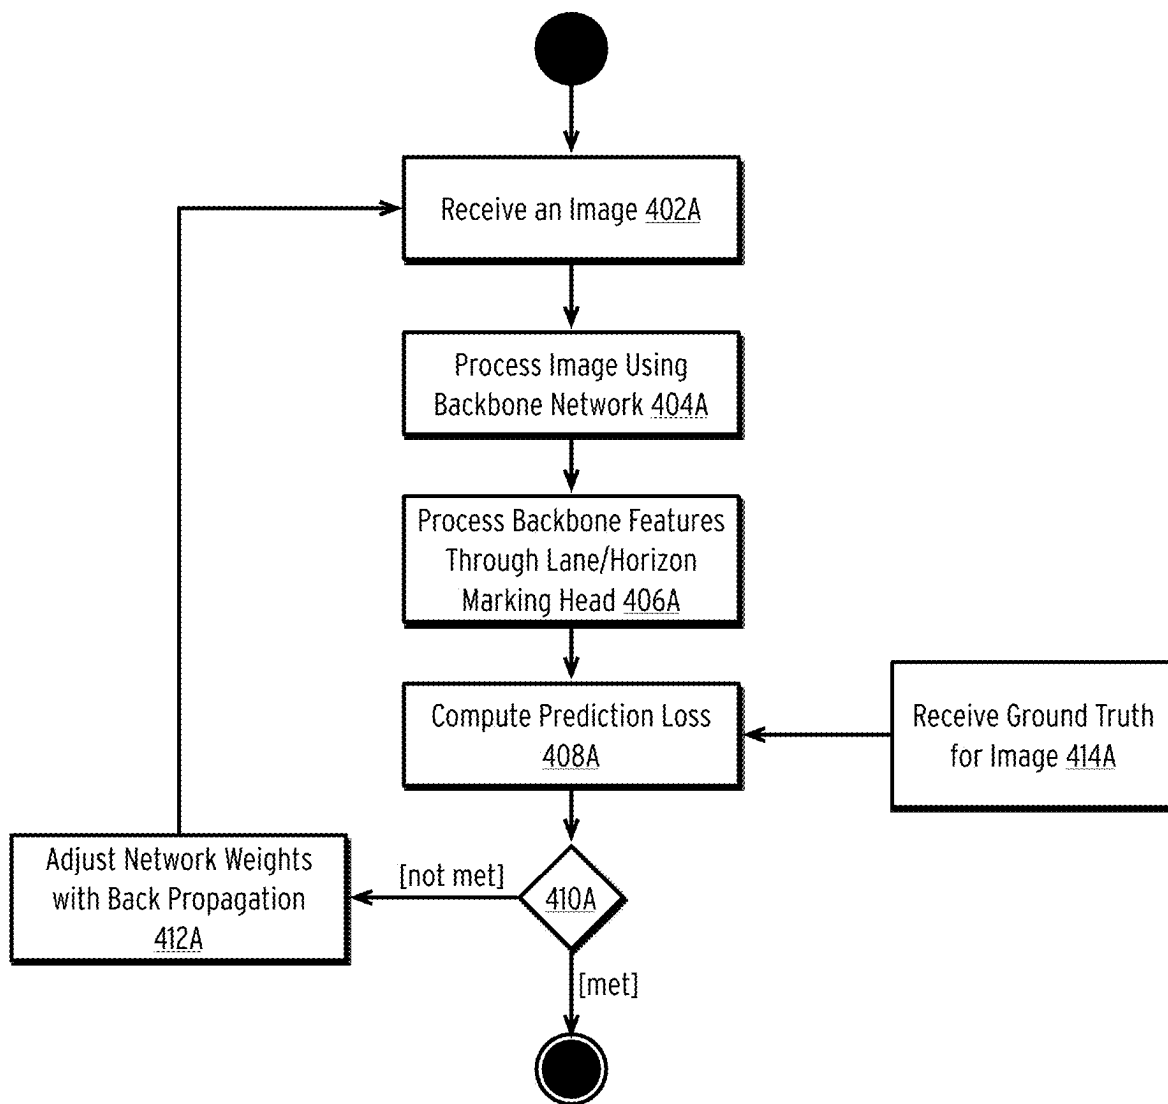 Receive an Image 402A
Process Image Using
Backbone Network 404A
Process Backbone Features
Through Lane/Horizon
Marking Head 406A
Compute Prediction Loss
408A
Receive Ground Truth
for Image 414A
Adjust Network Weights
with Back Propagation
412A
[not met]
410A
[met]